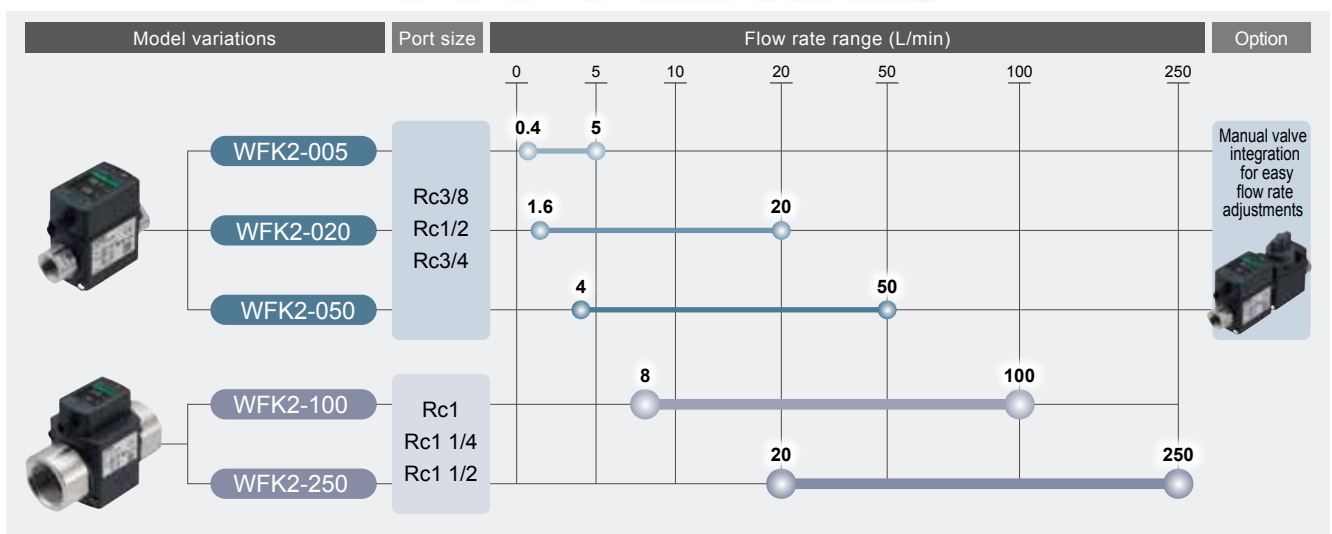 Model variations
Port size
Flow rate range (L/min)
Option
0
5
10
20
50
100
250
WFK2-005
WFK2-020
WFK2-050
Rc3/8
Rc1/2
Rc3/4
0.4
5
1.6
20
4
50
Manual valve
integration
for easy
flow rate
adjustments
WFK2-100
WFK2-250
Rc1
Rc1 1/4
Rc1 1/2
8
100
20
250